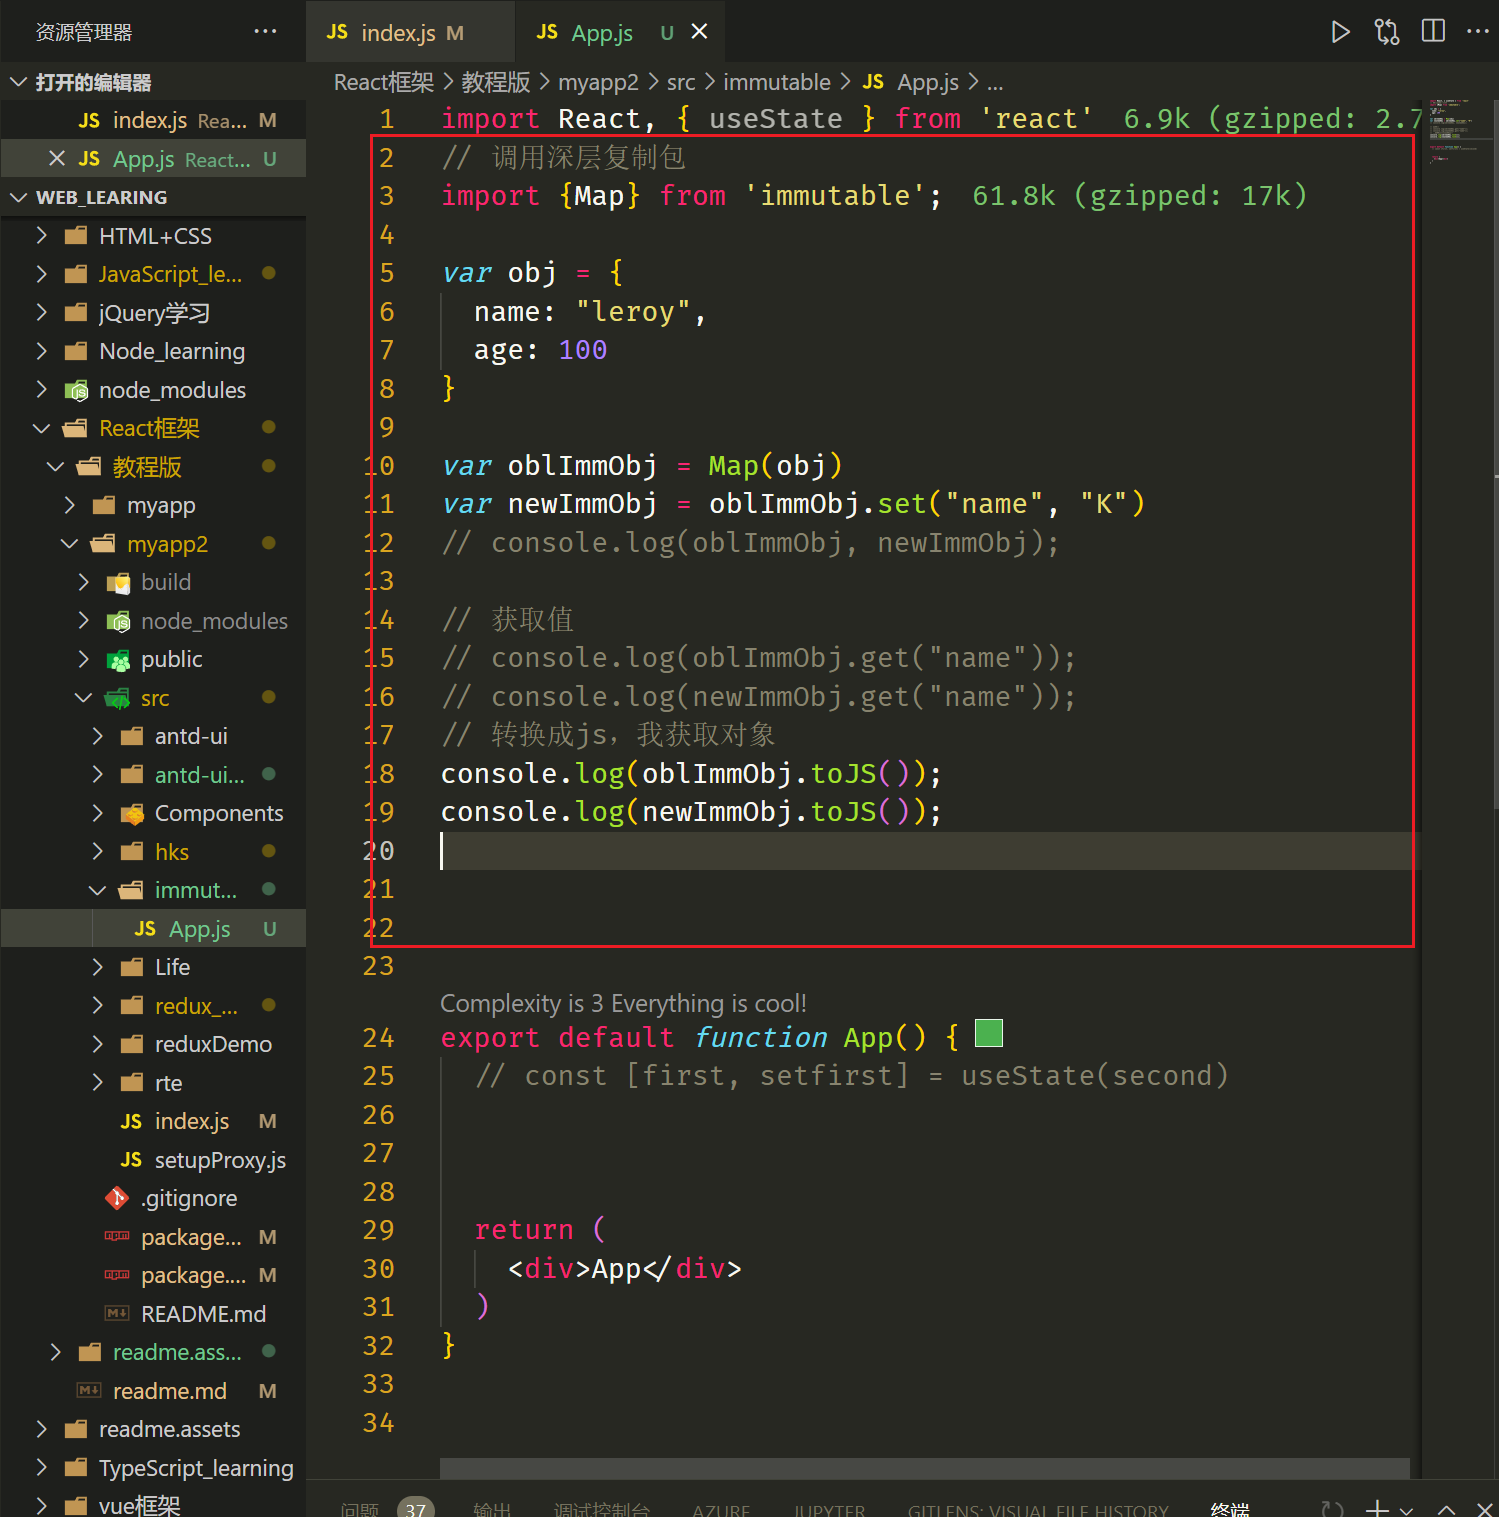 资源管理器 ···
打开的编辑器
JS index.js Rea... M
JS App.js React... U
WEB_LEARING
HTML+CSS
JavaScript_le...
jQuery学习
Node_learning
node_modules
React框架
教程版
myapp
myapp2
build
node_modules
public
src
antd-ui
antd-ui...
Components
hks
immut...
JS App.js U
Life
redux_...
reduxDemo
rte
JS index.js M
JS setupProxy.js
.gitignore
package... M
package.... M
README.md
readme.ass...
readme.md M
readme.assets
TypeScript_learning
vue框架
JS index.js M JS App.js U
React框架 > 教程版 > myapp2 > src > immutable > JS App.js > ...
1 import React, { useState } from 'react' 6.9k (gzipped: 2.7
2 // 调用深层复制包
3 import {Map} from 'immutable'; 61.8k (gzipped: 17k)
4
5 var obj = {
6 name: "leroy",
7 age: 100
8 }
9
10 var oblImmObj = Map(obj)
11 var newImmObj = oblImmObj.set("name", "K")
12 // console.log(oblImmObj, newImmObj);
13
14 // 获取值
15 // console.log(oblImmObj.get("name"));
16 // console.log(newImmObj.get("name"));
17 // 转换成js，我获取对象
18 console.log(oblImmObj.toJS());
19 console.log(newImmObj.toJS());
20
21
22
23
Complexity is 3 Everything is cool!
24 export default function App() {
25 // const [first, setfirst] = useState(second)
26
27
28
29 return (
30 <div>App</div>
31 )
32 }
33
34
问题 37 输出 调试控制台 AZURE JUPYTER GITLENS: VISUAL FILE HISTORY 终端